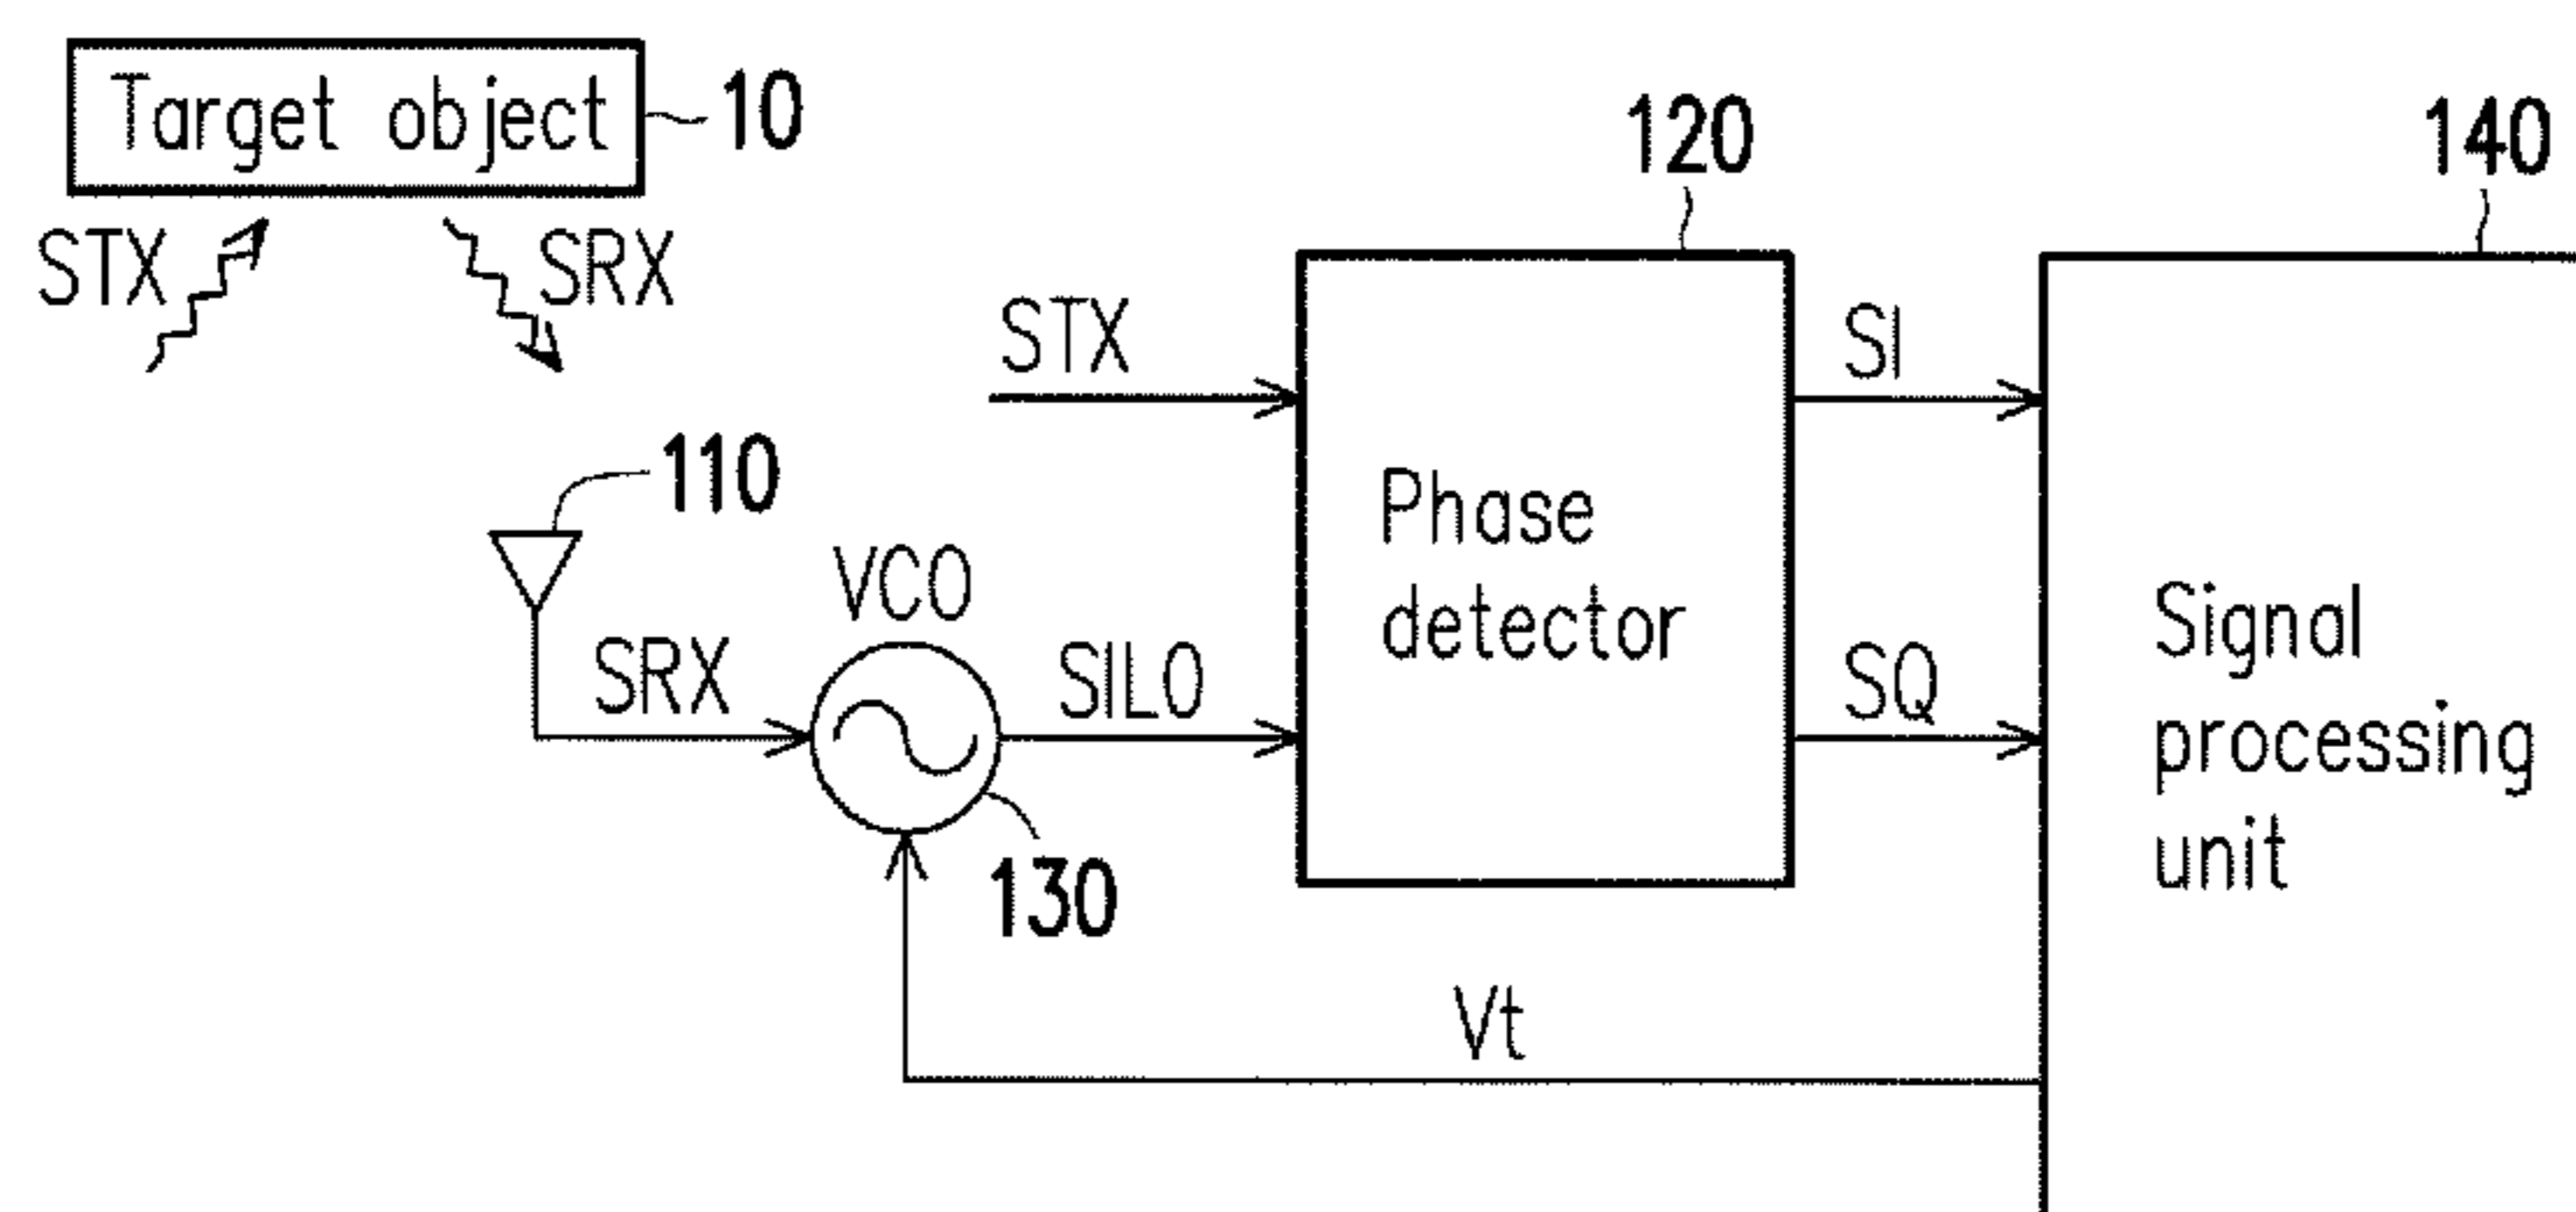 Target object
10
STX
SRX
120
140
STX
SI
110
VCO
Phase
detector
SRX
SILO
SQ
Signal
processing
unit
130
Vt